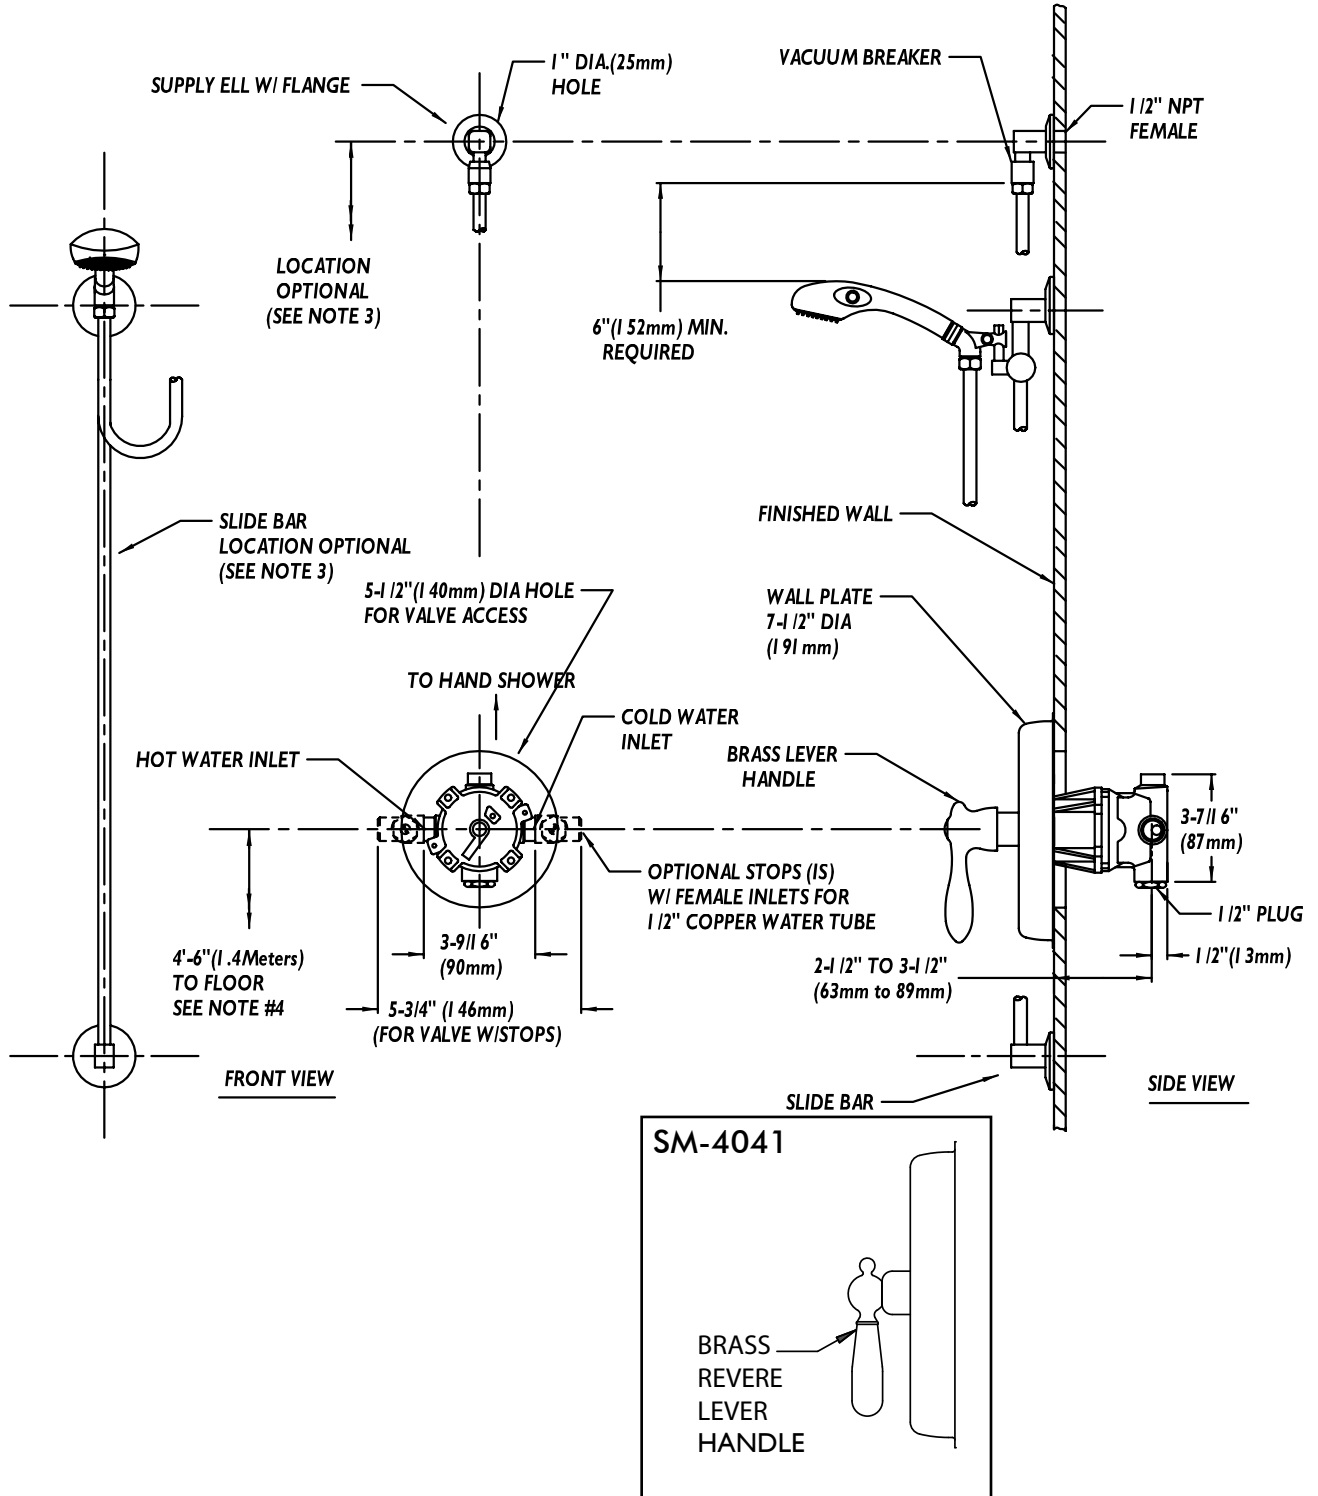 SUPPLY ELL W/ FLANGE
1" DIA.(25mm)
HOLE
VACUUM BREAKER
1/2" NPT
FEMALE
LOCATION
OPTIONAL
(SEE NOTE 3)
6"(152mm) MIN.
REQUIRED
SLIDE BAR
LOCATION OPTIONAL
(SEE NOTE 3)
FINISHED WALL
5-1/2"(140mm) DIA HOLE
FOR VALVE ACCESS
WALL PLATE
7-1/2" DIA
(191mm)
TO HAND SHOWER
COLD WATER
INLET
HOT WATER INLET
BRASS LEVER
HANDLE
3-7/16"
(87mm)
OPTIONAL STOPS (IS)
W/ FEMALE INLETS FOR
1/2" COPPER WATER TUBE
1/2" PLUG
3-9/16"
(90mm)
4'-6"(1.4Meters)
TO FLOOR
SEE NOTE #4
2-1/2" TO 3-1/2"
(63mm to 89mm)
1/2"(13mm)
5-3/4" (146mm)
(FOR VALVE W/STOPS)
FRONT VIEW
SIDE VIEW
SLIDE BAR
SM-4041
BRASS
REVERE
LEVER
HANDLE